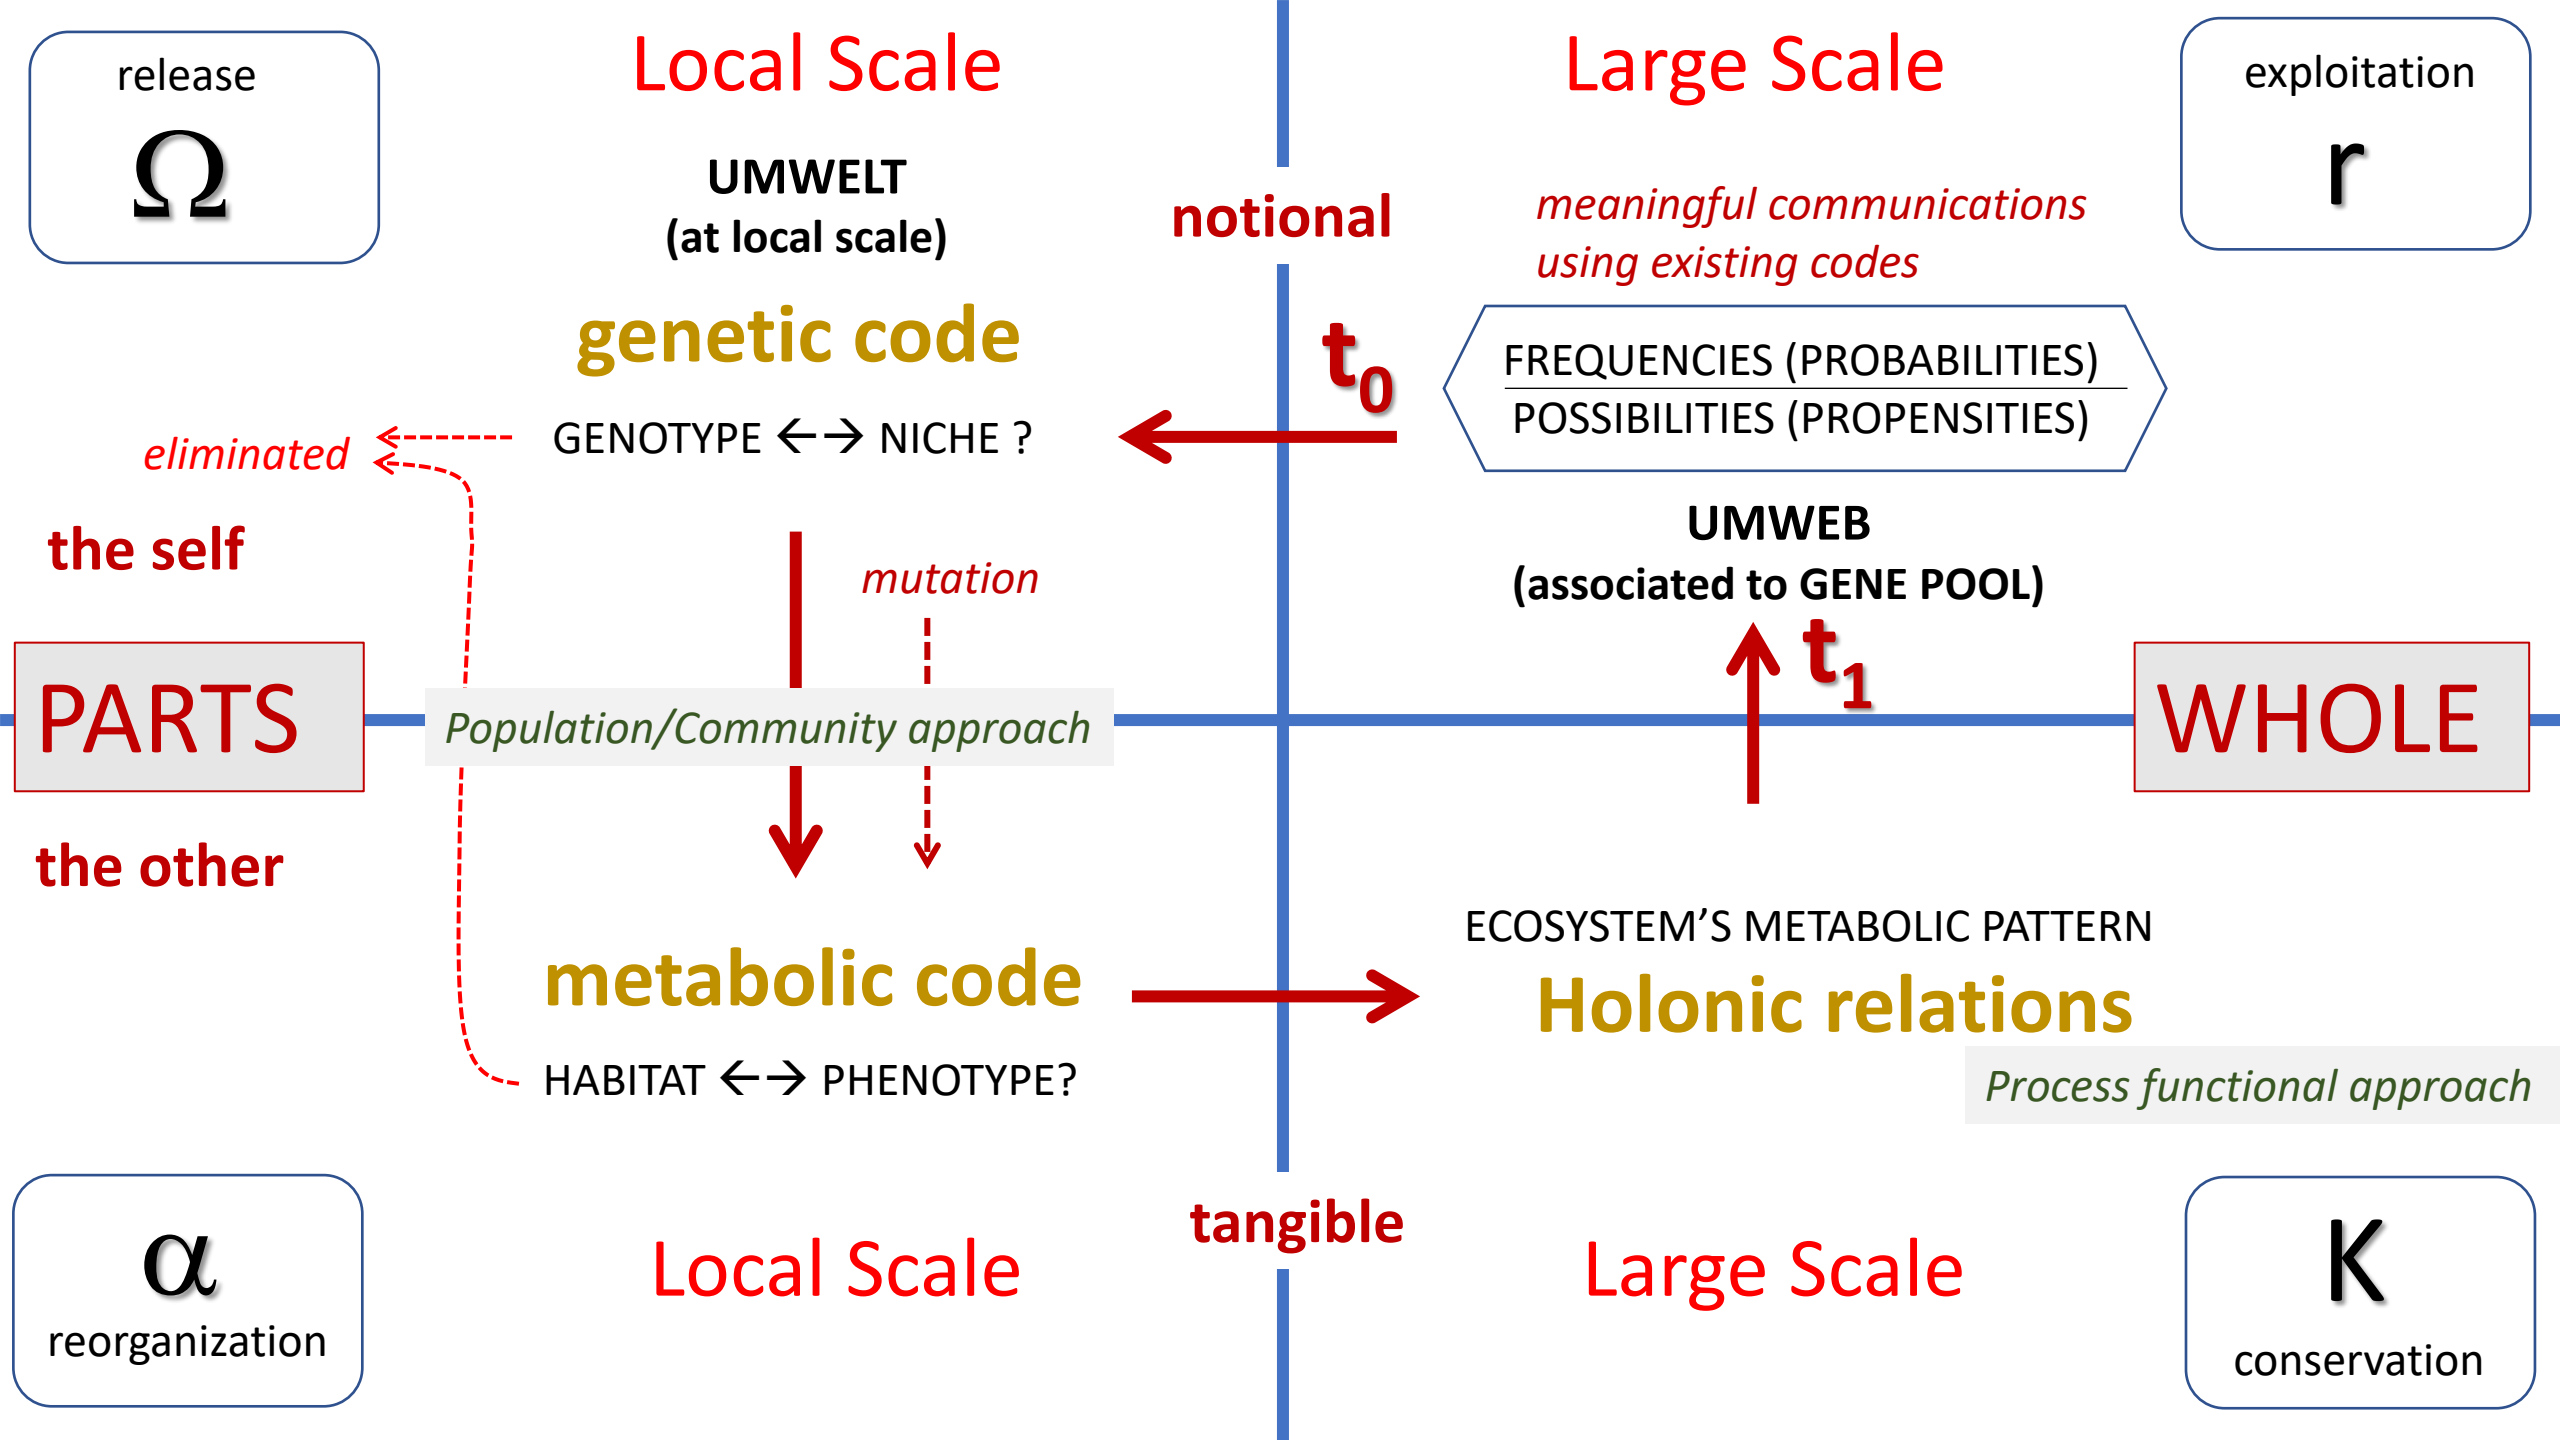 release
Ω
Local Scale
UMWELT
(at local scale)
genetic code
GENOTYPE ←→ NICHE ?
eliminated
the self
mutation
notional
t0
Large Scale
meaningful communications
using existing codes
FREQUENCIES (PROBABILITIES)
POSSIBILITIES (PROPENSITIES)
UMWEB
(associated to GENE POOL)
t1
exploitation
r
PARTS
Population/Community approach
WHOLE
the other
metabolic code
HABITAT ←→ PHENOTYPE?
α
reorganization
Local Scale
tangible
ECOSYSTEM’S METABOLIC PATTERN
Holonic relations
Process functional approach
Large Scale
K
conservation